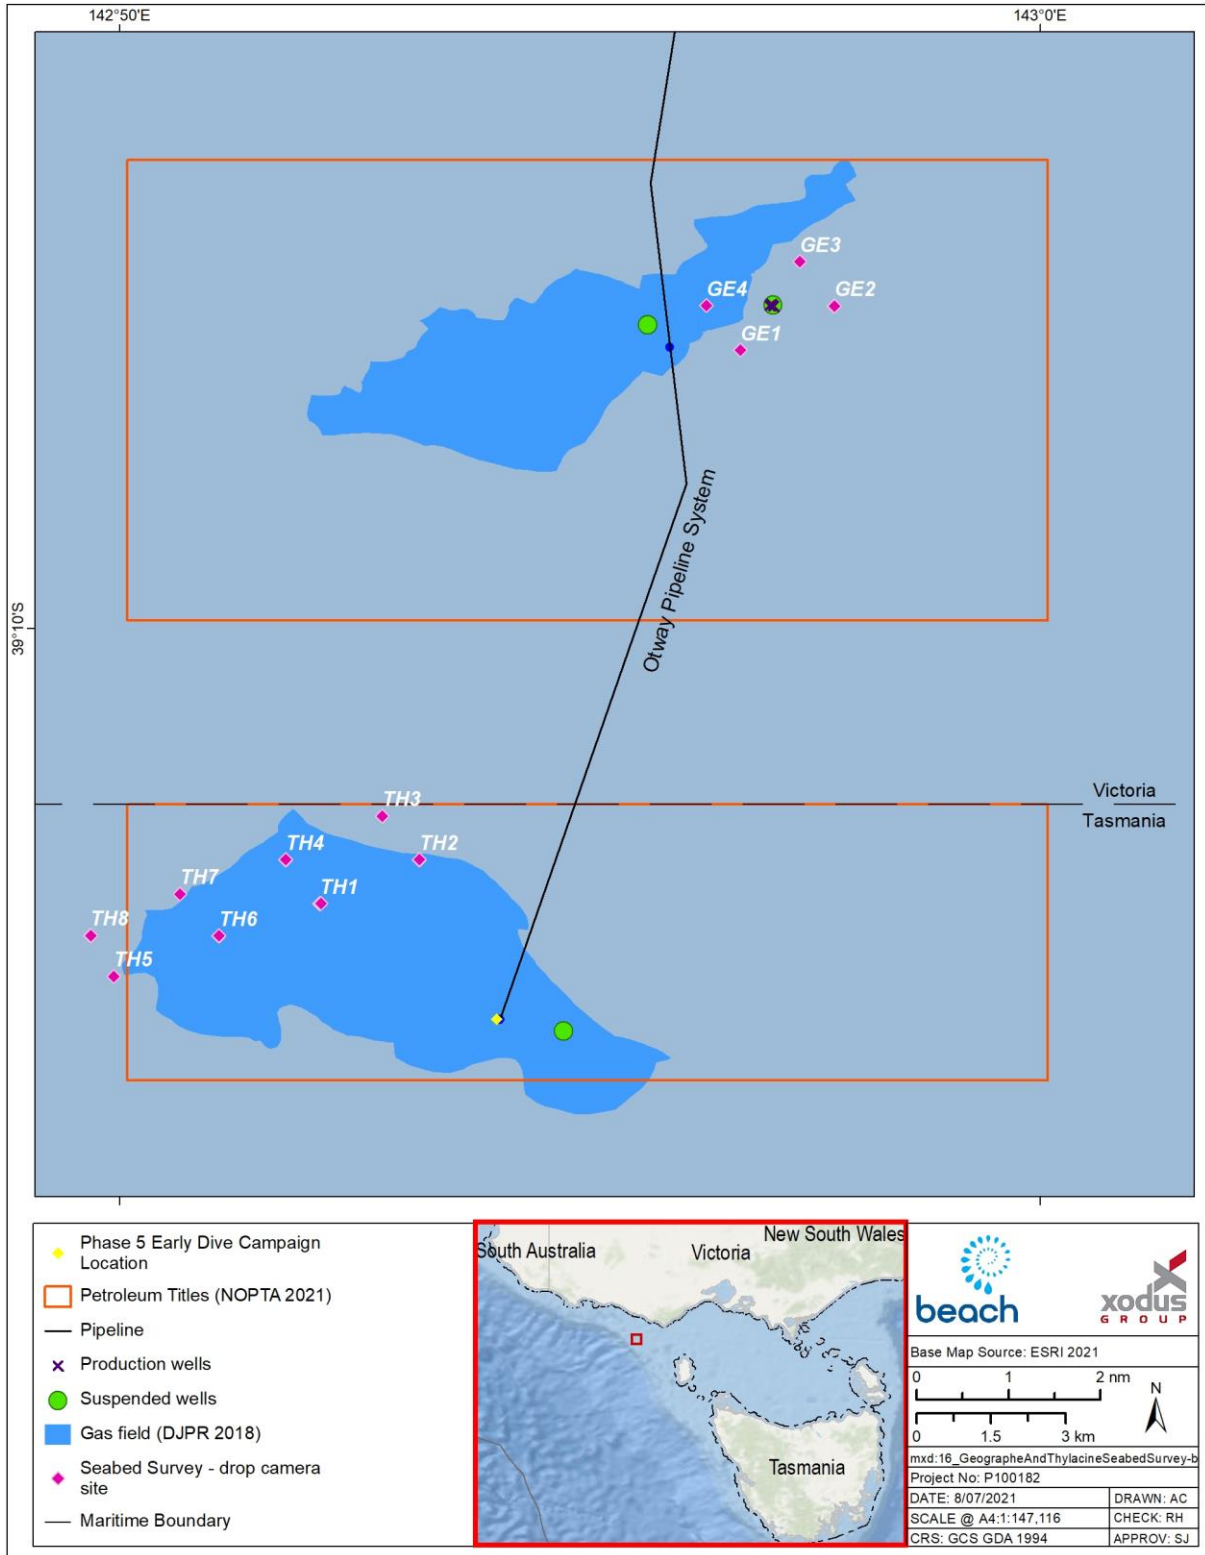 142°50'E
143°0'E
GE3
GE4
GE2
GE1
Otway Pipeline System
39°10'S
Victoria
Tasmania
TH3
TH4
TH2
TH7
TH1
TH8
TH6
TH5
Phase 5 Early Dive Campaign
Location
Petroleum Titles (NOPTA 2021)
Pipeline
Production wells
Suspended wells
Gas field (DJPR 2018)
Seabed Survey - drop camera
site
Maritime Boundary
South Australia
Victoria
New South Wales
Tasmania
beach
xodus
GROUP
Base Map Source: ESRI 2021
0 1 2 nm
N
0 1.5 3 km
mxd:16_GeographeAndThylacineSeabedSurvey-b
Project No: P100182
DATE: 8/07/2021
DRAWN: AC
SCALE @ A4:1:147,116
CHECK: RH
CRS: GCS GDA 1994
APPROV: SJ